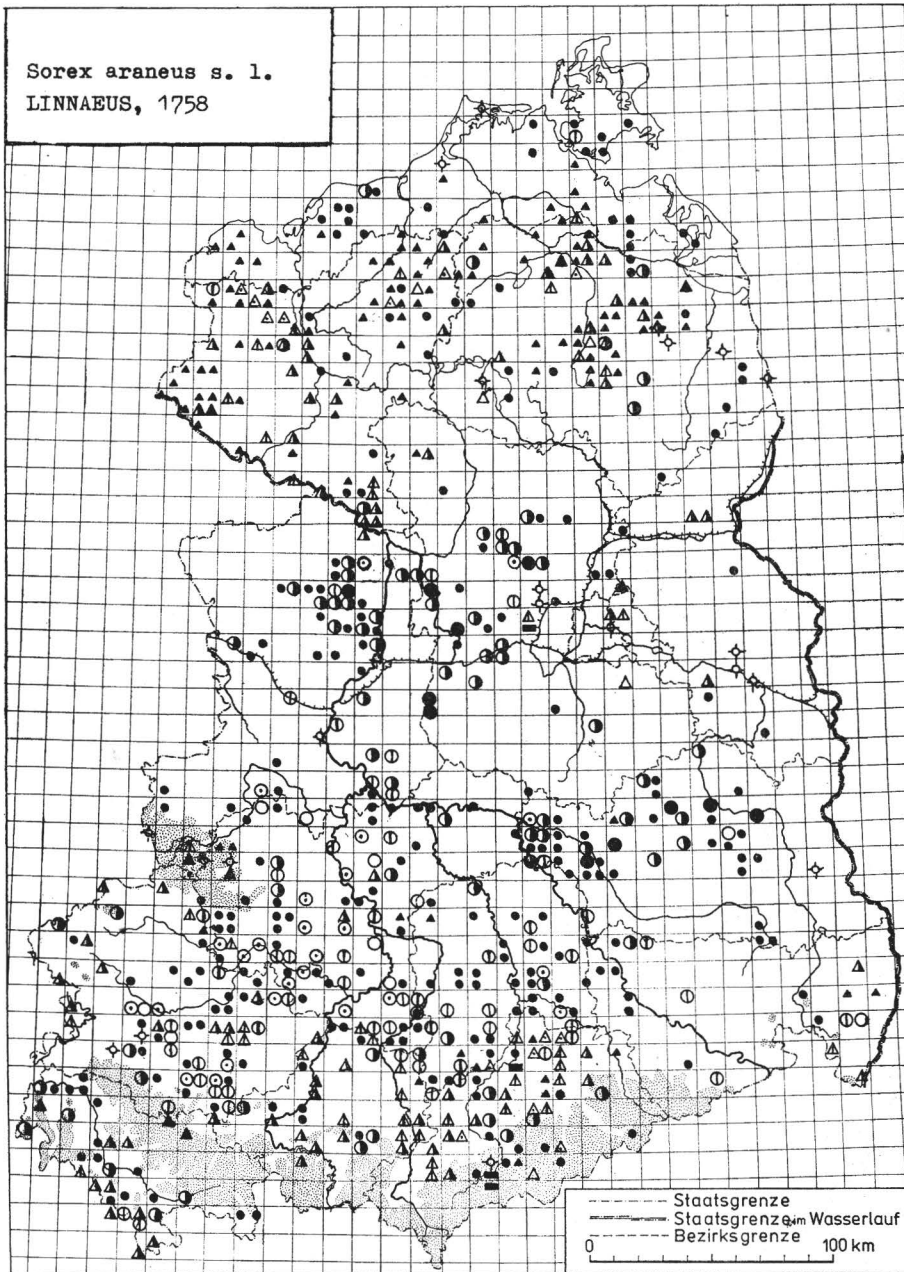 Sorex araneus s. l.
LINNAEUS, 1758
Staatsgrenze
Staatsgrenze im Wasserlauf
Bezirksgrenze
0 100 km